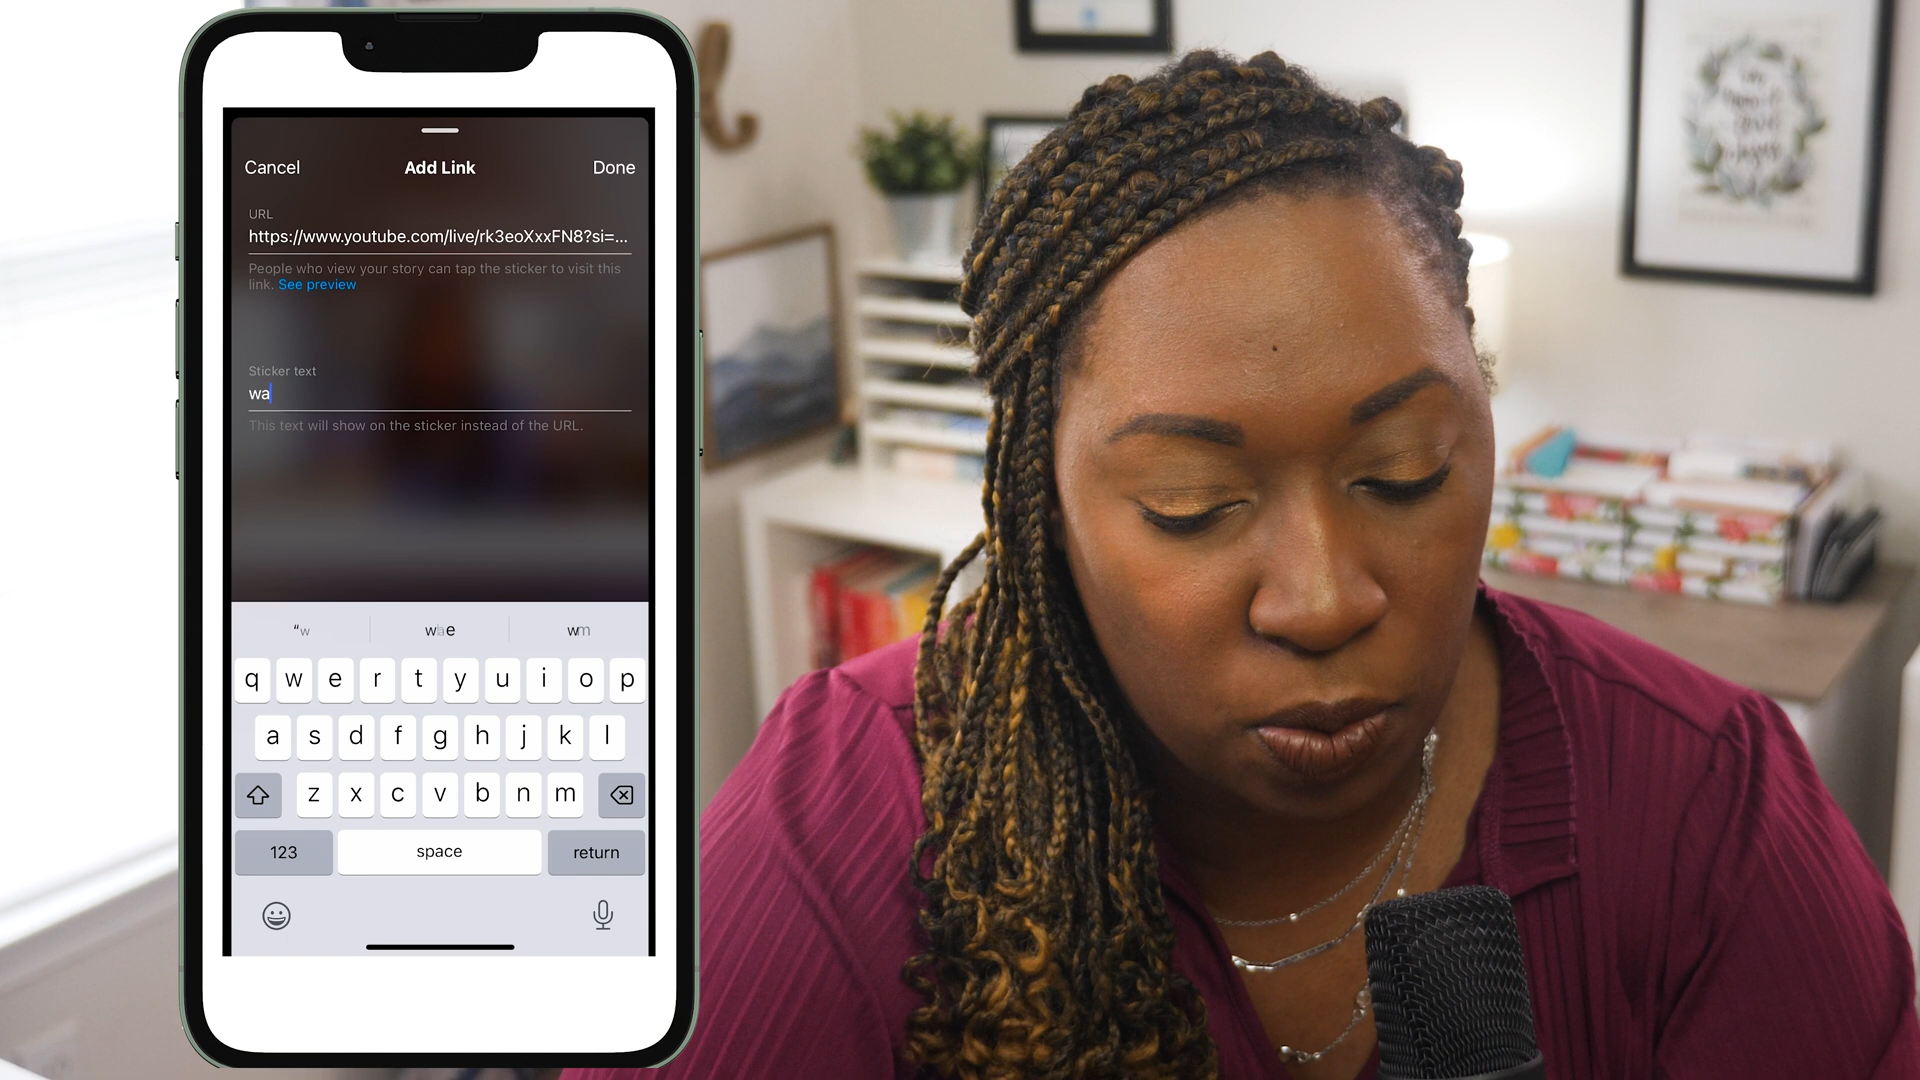 Cancel Add Link Done
URL
https://www.youtube.com/live/rk3eoXxxFN8?si=...
People who view your story can tap the sticker to visit this
link. See preview
Sticker text
wa
This text will show on the sticker instead of the URL.
q w e r t y u i o p
a s d f g h j k l
z x c v b n m
123 space return